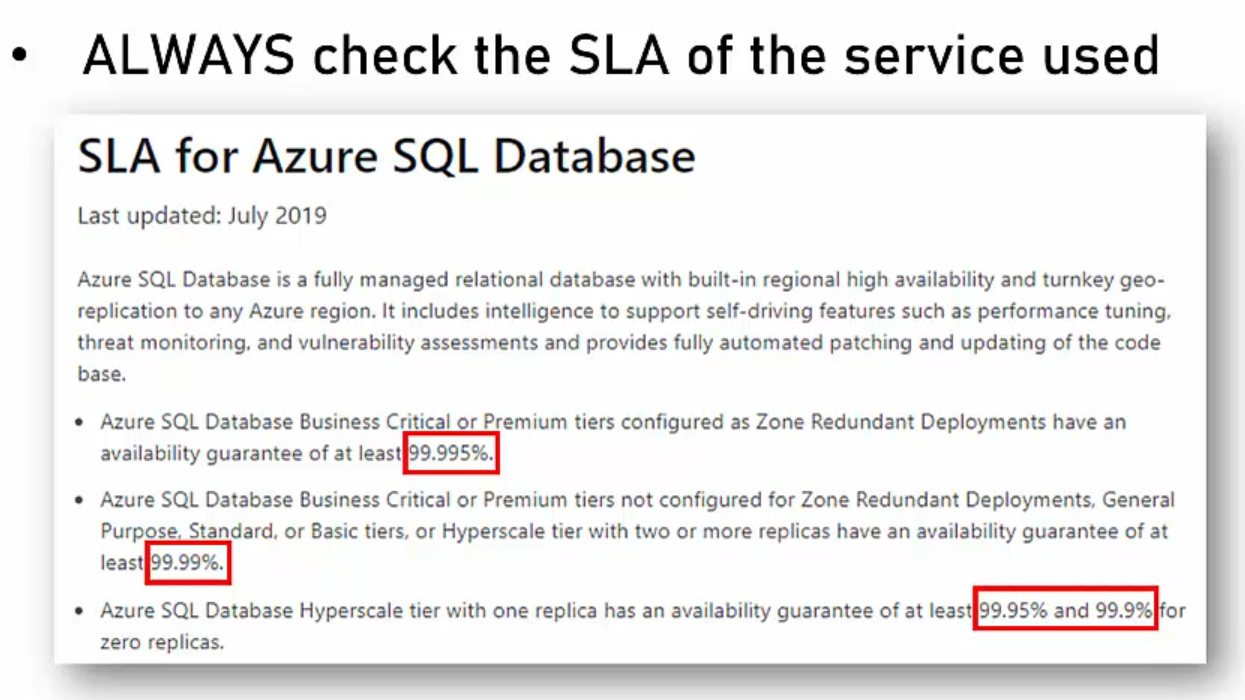 • ALWAYS check the SLA of the service used
SLA for Azure SQL Database
Last updated: July 2019
Azure SQL Database is a fully managed relational database with built-in regional high availability and turnkey geo-
replication to any Azure region. It includes intelligence to support self-driving features such as performance tuning,
threat monitoring, and vulnerability assessments and provides fully automated patching and updating of the code
base.
• Azure SQL Database Business Critical or Premium tiers configured as Zone Redundant Deployments have an
availability guarantee of at least 99.995%.
• Azure SQL Database Business Critical or Premium tiers not configured for Zone Redundant Deployments, General
Purpose, Standard, or Basic tiers, or Hyperscale tier with two or more replicas have an availability guarantee of at
least 99.99%.
• Azure SQL Database Hyperscale tier with one replica has an availability guarantee of at least 99.95% and 99.9% for
zero replicas.